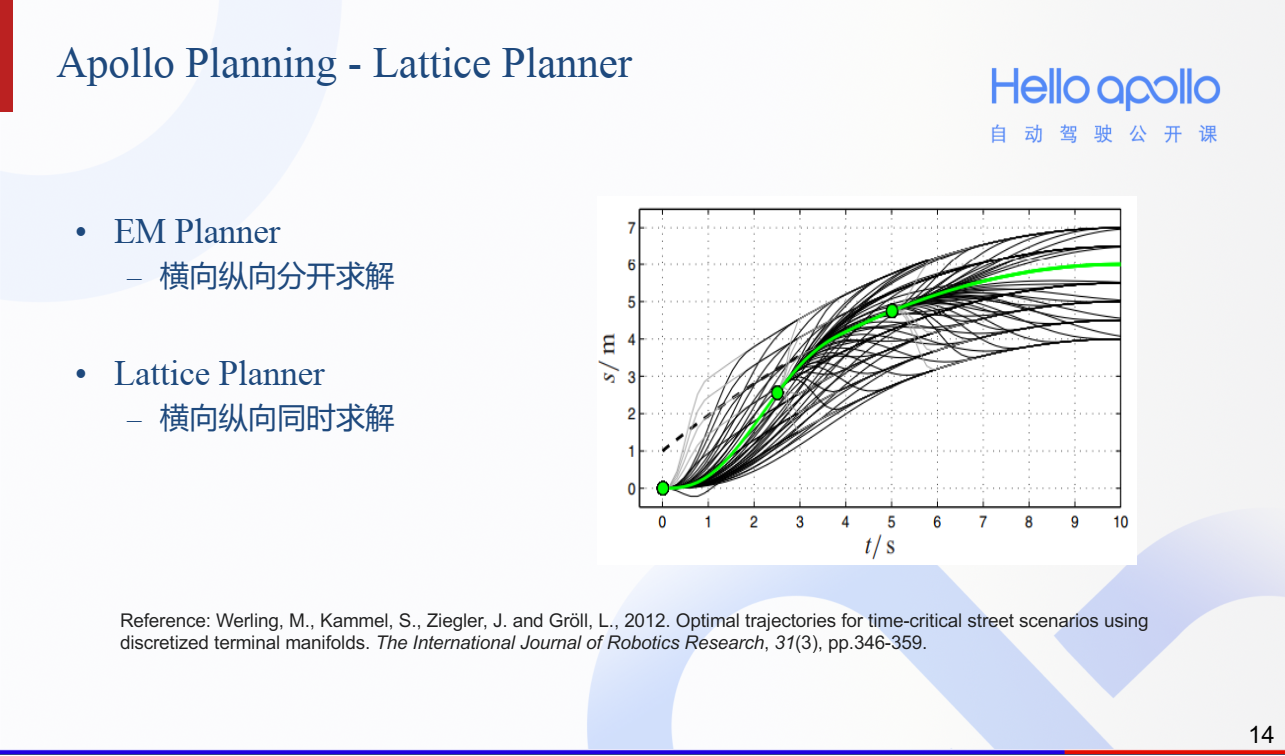 Apollo Planning - Lattice Planner
Hello apollo
自动驾驶公开课
• EM Planner
– 横向纵向分开求解
• Lattice Planner
– 横向纵向同时求解
7
6
5
4
3
2
1
0
s/ m
0 1 2 3 4 5 6 7 8 9 10
t/ s
Reference: Werling, M., Kammel, S., Ziegler, J. and Gröll, L., 2012. Optimal trajectories for time-critical street scenarios using
discretized terminal manifolds. The International Journal of Robotics Research, 31(3), pp.346-359.
14